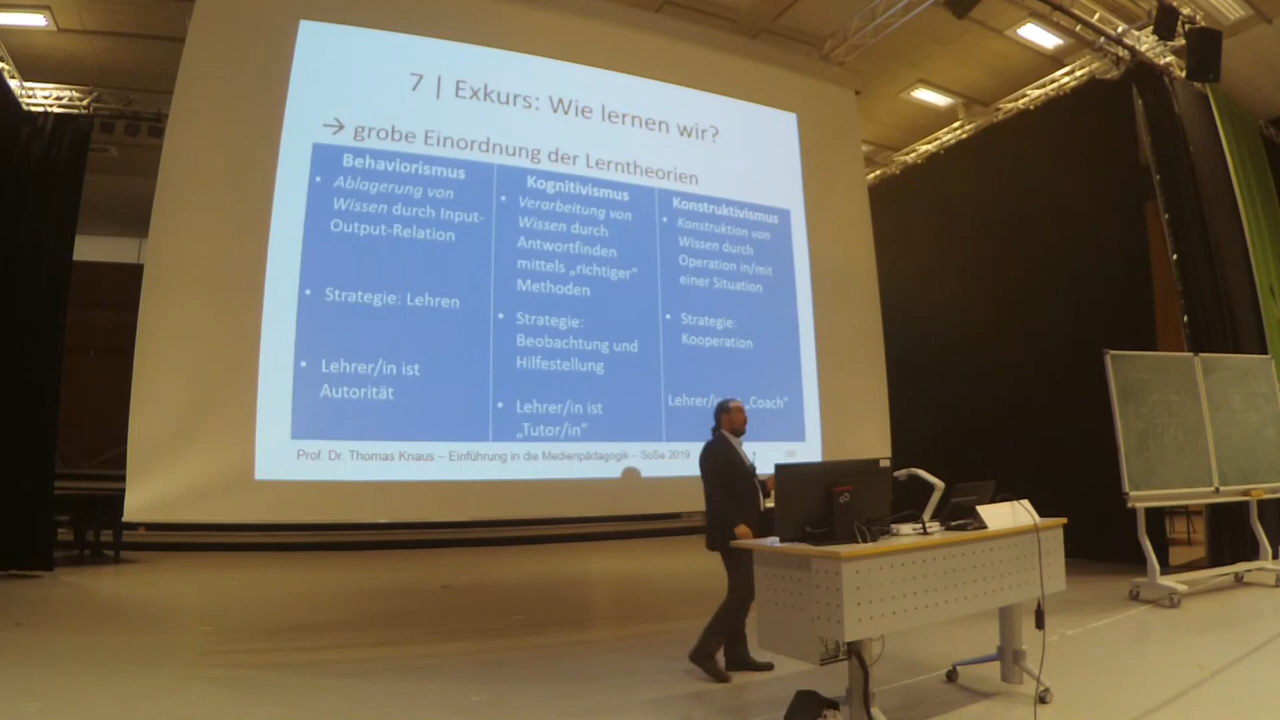 7 | Exkurs: Wie lernen wir?
→ grobe Einordnung der Lerntheorien
Behaviorismus
• Ablagerung von
Wissen durch Input-
Output-Relation
• Strategie: Lehren
• Lehrer/in ist
Autorität
Kognitivismus
• Verarbeitung von
Wissen durch
Antwortfinden
mittels „richtiger"
Methoden
• Strategie:
Beobachtung und
Hilfestellung
• Lehrer/in ist
„Tutor/in"
Konstruktivismus
• Konstruktion von
Wissen durch
Operation in/mit
einer Situation
• Strategie:
Kooperation
Lehrer/i „Coach"
Prof. Dr. Thomas Knaus – Einführung in die Medienpädagogik – SoSe 2019